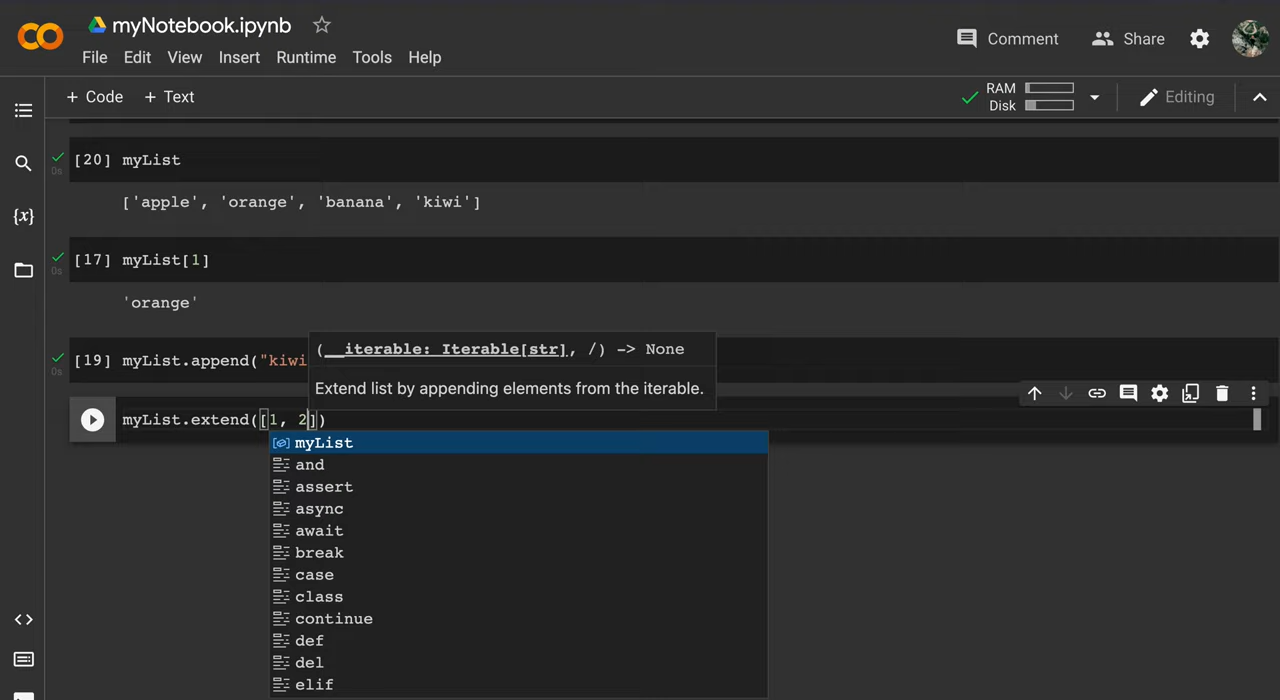 myNotebook.ipynb
File Edit View Insert Runtime Tools Help
Comment Share
+ Code + Text
RAM
Disk
Editing
0s [20] myList
['apple', 'orange', 'banana', 'kiwi']
{x}
0s [17] myList[1]
'orange'
(__iterable: Iterable[str], /) -> None
0s [19] myList.append("kiwi
Extend list by appending elements from the iterable.
myList.extend([1, 2])
myList
and
assert
async
await
break
case
class
continue
def
del
elif